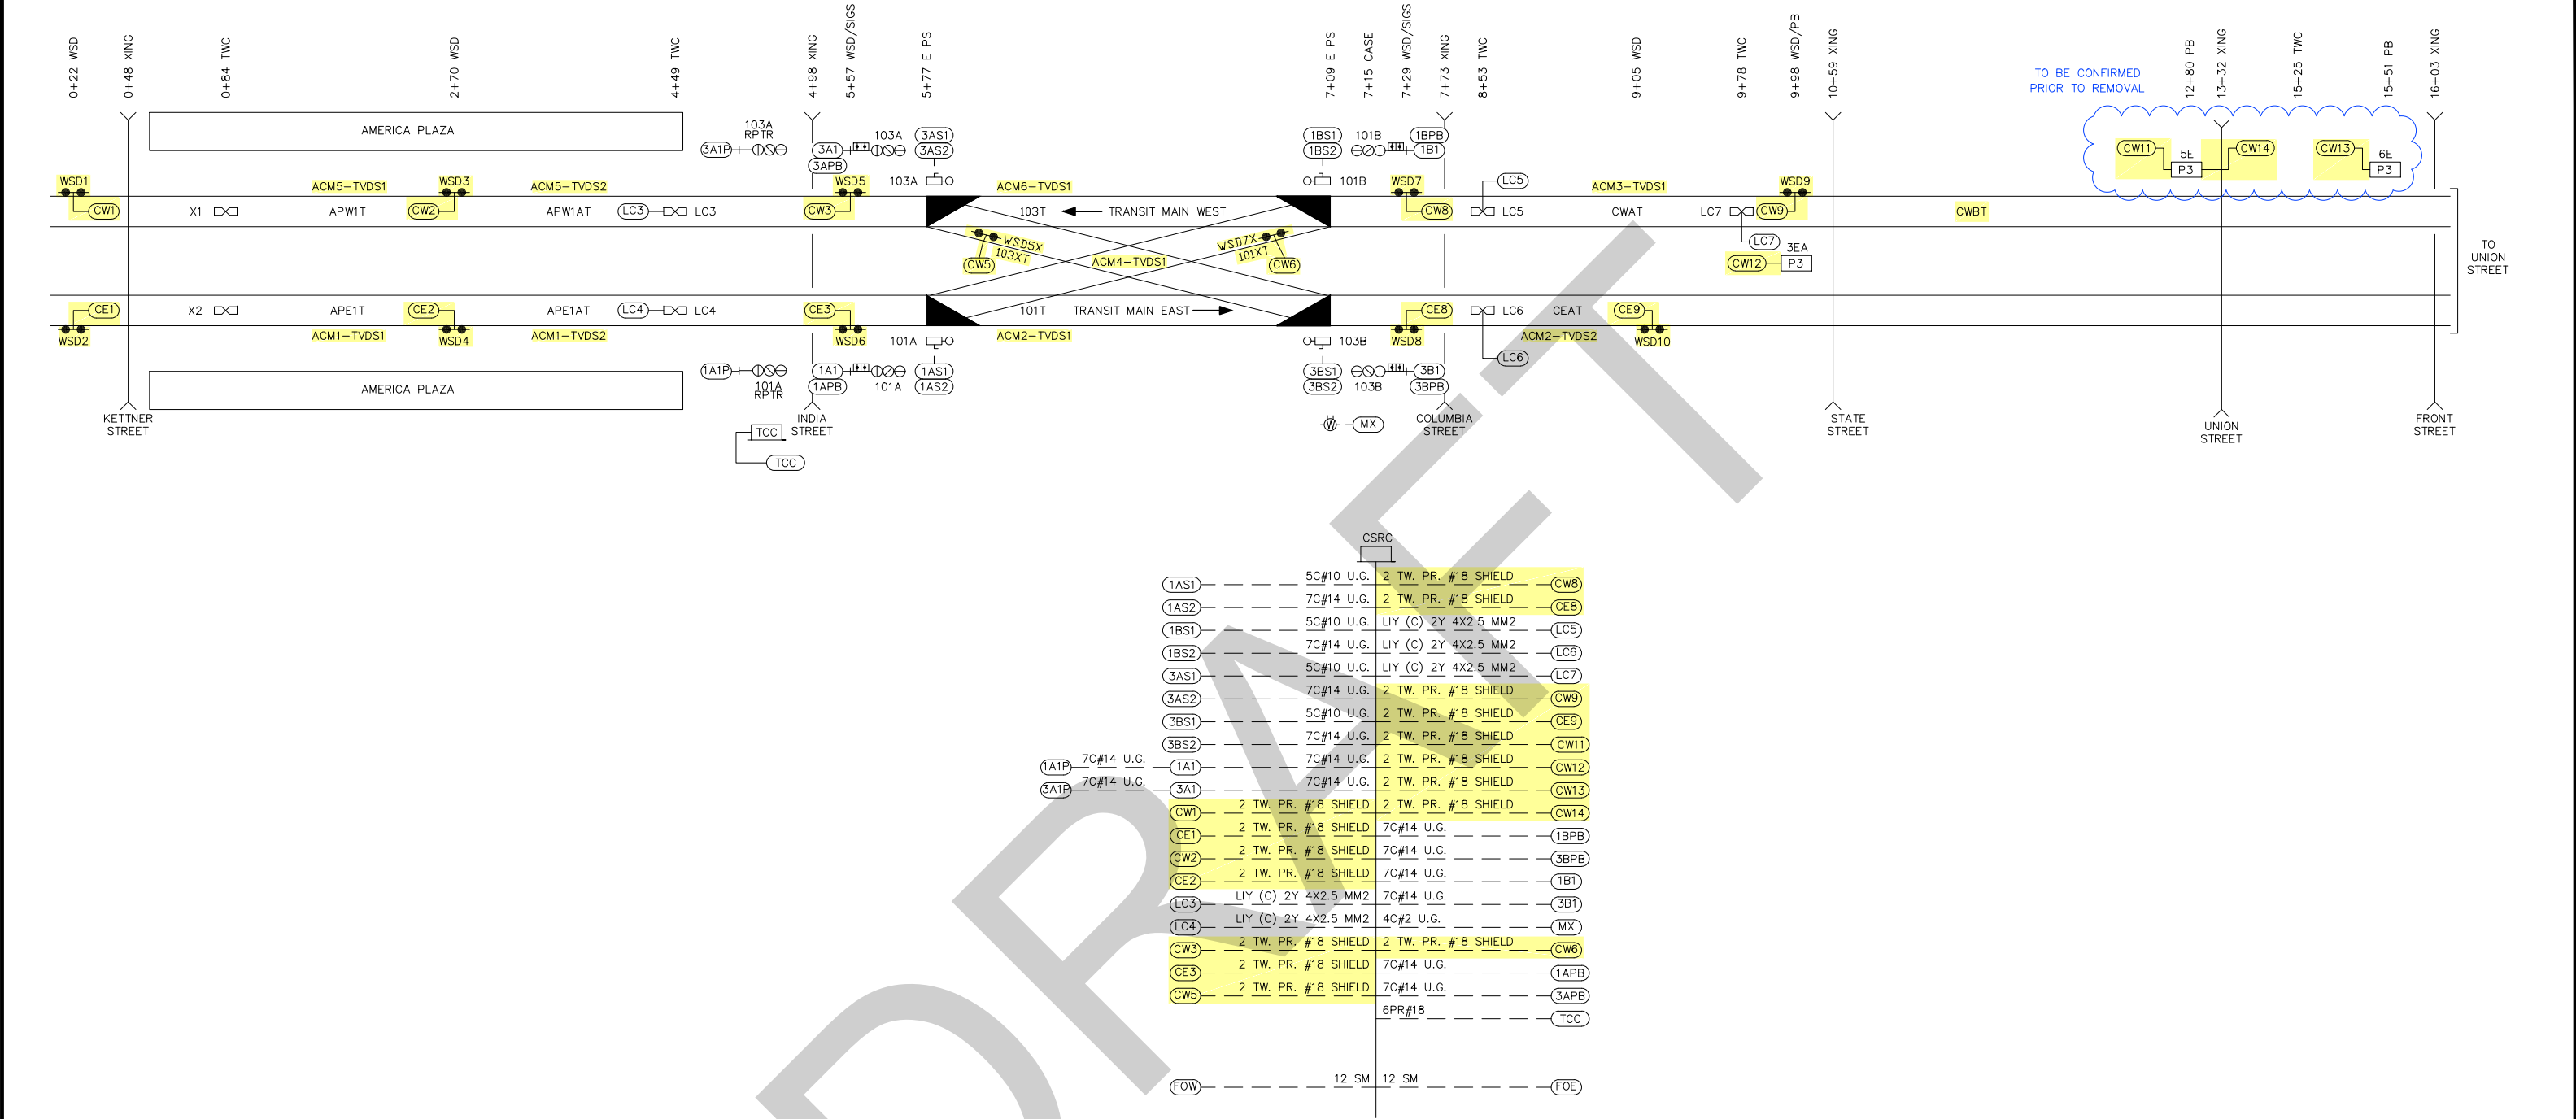 0+22 WSD
0+48 XING
0+84 TWC
2+70 WSD
4+49 TWC
4+98 XING
5+57 WSD/SIGS
5+77 E PS
7+09 E PS
7+15 CASE
7+29 WSD/SIGS
7+73 XING
8+53 TWC
9+05 WSD
9+78 TWC
9+98 WSD/PB
10+59 XING
12+80 PB
13+32 XING
15+25 TWC
15+51 PB
16+03 XING
TO BE CONFIRMED
PRIOR TO REMOVAL
AMERICA PLAZA
103A
RPTR
3A1P
3A1
3APB
103A
3AS1
3AS2
1BS1
1BS2
101B
1BPB
1B1
CW11
5E
P3
CW14
CW13
6E
P3
WSD1
ACM5-TVDS1
WSD3
ACM5-TVDS2
WSD5
103A
ACM6-TVDS1
101B
WSD7
LC5
ACM3-TVDS1
WSD9
CW1
X1
APW1T
CW2
APW1AT
LC3
LC3
CW3
103T
TRANSIT MAIN WEST
CW8
LC5
CWAT
LC7
CW9
CWBT
WSD5X
103XT
CW5
ACM4-TVDS1
WSD7X
101XT
CW6
LC7
3EA
CW12
P3
TO
UNION
STREET
CE1
X2
APE1T
CE2
APE1AT
LC4
LC4
CE3
101T
TRANSIT MAIN EAST
CE8
LC6
CEAT
CE9
WSD2
ACM1-TVDS1
WSD4
ACM1-TVDS2
WSD6
101A
ACM2-TVDS1
103B
WSD8
ACM2-TVDS2
WSD10
LC6
AMERICA PLAZA
1A1P
101A
RPTR
1A1
1APB
101A
1AS1
1AS2
3BS1
3BS2
103B
3B1
3BPB
KETTNER
STREET
INDIA
STREET
TCC
TCC
W
MX
COLUMBIA
STREET
STATE
STREET
UNION
STREET
FRONT
STREET
CSRC
1AS1 5C#10 U.G. 2 TW. PR. #18 SHIELD CW8
1AS2 7C#14 U.G. 2 TW. PR. #18 SHIELD CE8
1BS1 5C#10 U.G. LIY (C) 2Y 4X2.5 MM2 LC5
1BS2 7C#14 U.G. LIY (C) 2Y 4X2.5 MM2 LC6
3AS1 5C#10 U.G. LIY (C) 2Y 4X2.5 MM2 LC7
3AS2 7C#14 U.G. 2 TW. PR. #18 SHIELD CW9
3BS1 5C#10 U.G. 2 TW. PR. #18 SHIELD CE9
3BS2 7C#14 U.G. 2 TW. PR. #18 SHIELD CW11
1A1P 7C#14 U.G. 1A1 7C#14 U.G. 2 TW. PR. #18 SHIELD CW12
3A1P 7C#14 U.G. 3A1 7C#14 U.G. 2 TW. PR. #18 SHIELD CW13
CW1 2 TW. PR. #18 SHIELD 2 TW. PR. #18 SHIELD CW14
CE1 2 TW. PR. #18 SHIELD 7C#14 U.G. 1BPB
CW2 2 TW. PR. #18 SHIELD 7C#14 U.G. 3BPB
CE2 2 TW. PR. #18 SHIELD 7C#14 U.G. 1B1
LC3 LIY (C) 2Y 4X2.5 MM2 7C#14 U.G. 3B1
LC4 LIY (C) 2Y 4X2.5 MM2 4C#2 U.G. MX
CW3 2 TW. PR. #18 SHIELD 2 TW. PR. #18 SHIELD CW6
CE3 2 TW. PR. #18 SHIELD 7C#14 U.G. 1APB
CW5 2 TW. PR. #18 SHIELD 7C#14 U.G. 3APB
6PR#18 TCC
FOW 12 SM 12 SM FOE
DRAFT